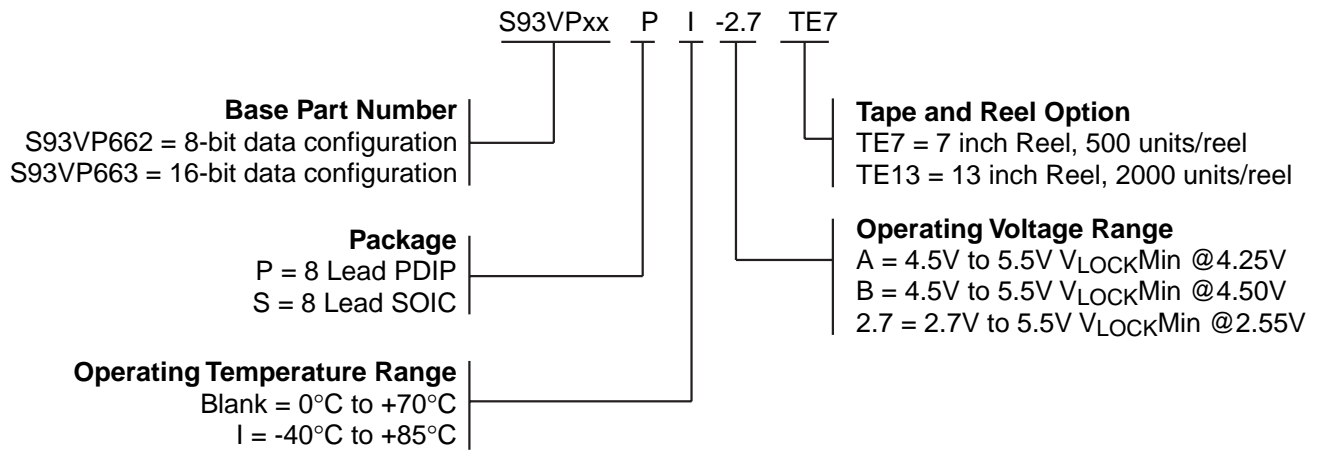 S93VPxx P I -2.7 TE7
Base Part Number
S93VP662 = 8-bit data configuration
S93VP663 = 16-bit data configuration
Package
P = 8 Lead PDIP
S = 8 Lead SOIC
Operating Temperature Range
Blank = 0°C to +70°C
I = -40°C to +85°C
Tape and Reel Option
TE7 = 7 inch Reel, 500 units/reel
TE13 = 13 inch Reel, 2000 units/reel
Operating Voltage Range
A = 4.5V to 5.5V VLOCKMin @4.25V
B = 4.5V to 5.5V VLOCKMin @4.50V
2.7 = 2.7V to 5.5V VLOCKMin @2.55V